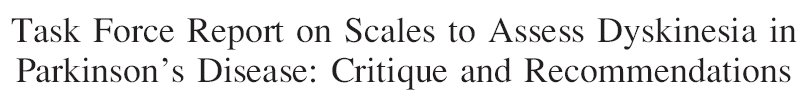 Task Force Report on Scales to Assess Dyskinesia in
Parkinson’s Disease: Critique and Recommendations